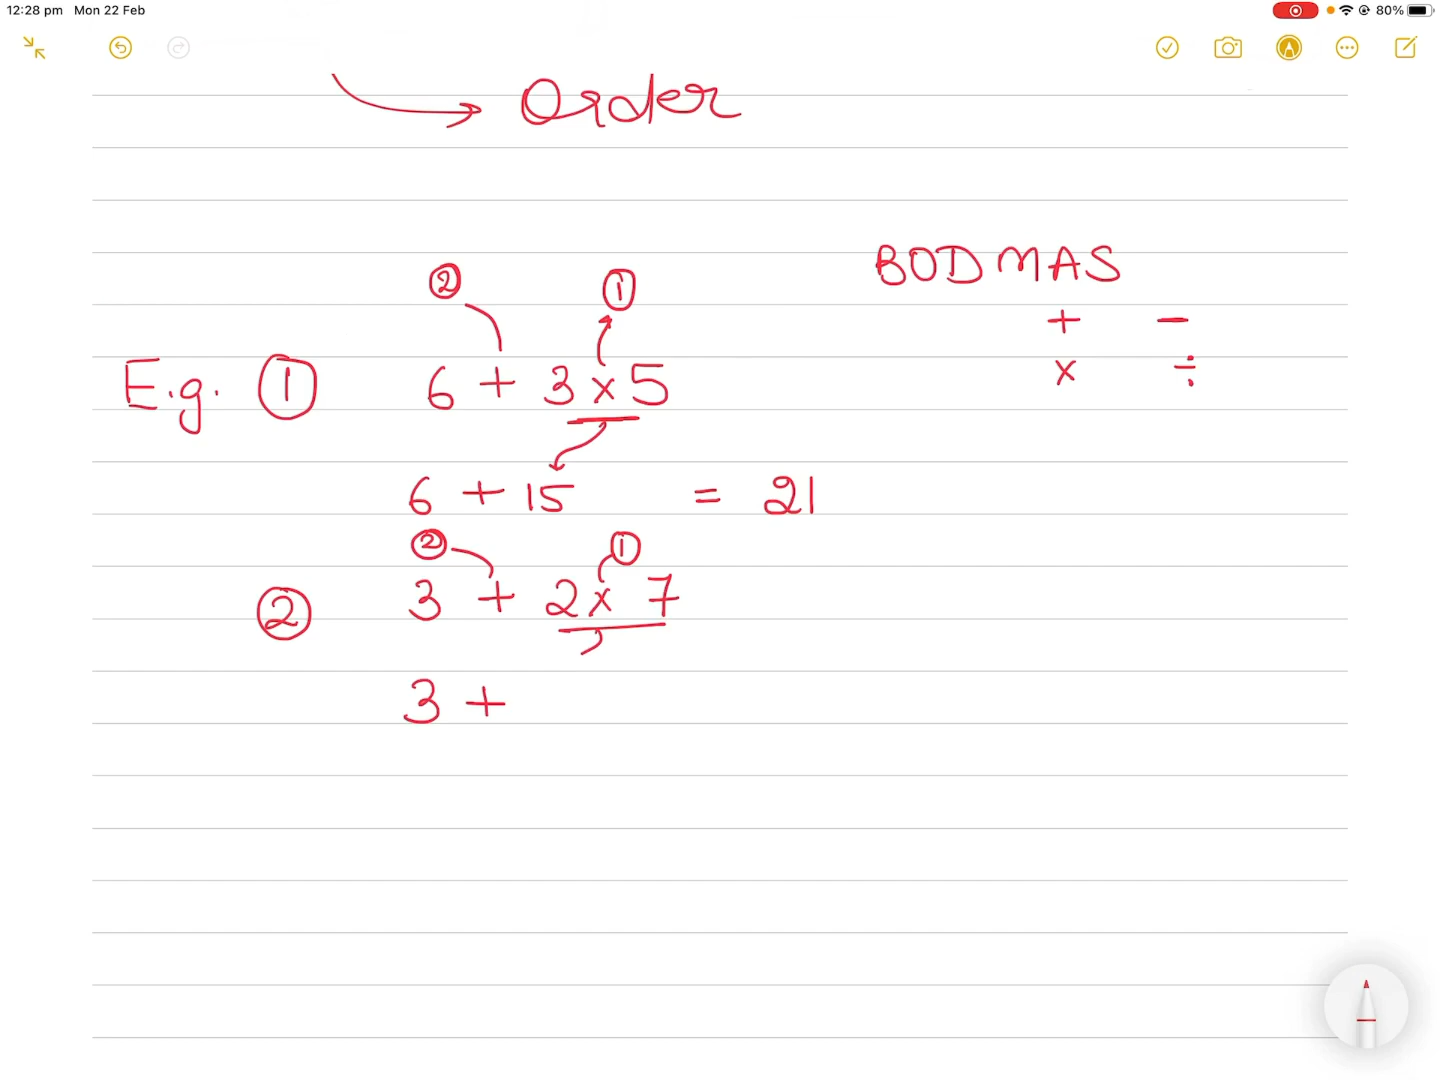 12:28 pm Mon 22 Feb 80%
Order
BODMAS
+ -
× ÷
② ①
E.g. ① 6 + 3 × 5
6 + 15 = 21
② ①
② 3 + 2 × 7
3 +